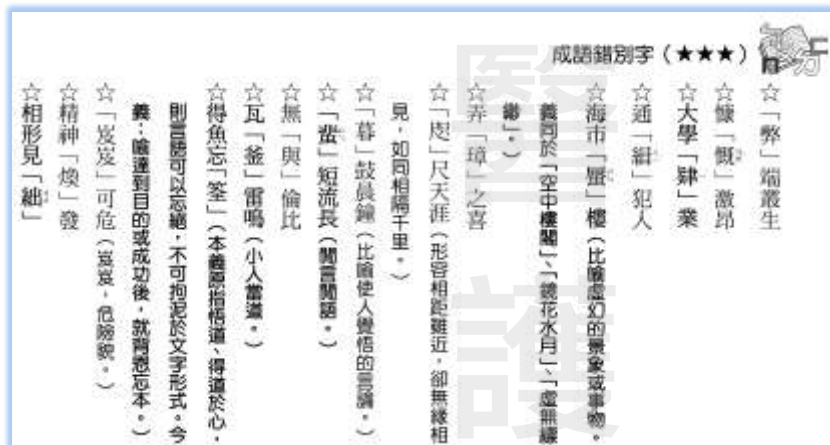 成語錯別字(★★★)
☆「弊」端叢生
☆慷「慨」激昂
☆大學「肄」業
☆通「緝」犯人
☆海市「蜃」樓(比喻虛幻的景象或事物。
義同於「空中樓閣」、「鏡花水月」、「虛無縹
緲」。)
☆弄「璋」之喜
☆「咫」尺天涯(形容相距雖近,卻無緣相
見,如同相隔千里。)
☆「暮」鼓晨鐘(比喻使人覺悟的言論。)
☆「蜚」短流長(閒言閒語。)
☆無「與」倫比
☆瓦「釜」雷鳴(小人當道。)
☆得魚忘「筌」(本義原指悟道、得道於心,
則言語可以忘絕,不可拘泥於文字形式。今
義:喻達到目的或成功後,就背恩忘本。)
☆「岌岌」可危(岌岌,危險貌。)
☆精神「煥」發
☆相形見「絀」
醫護